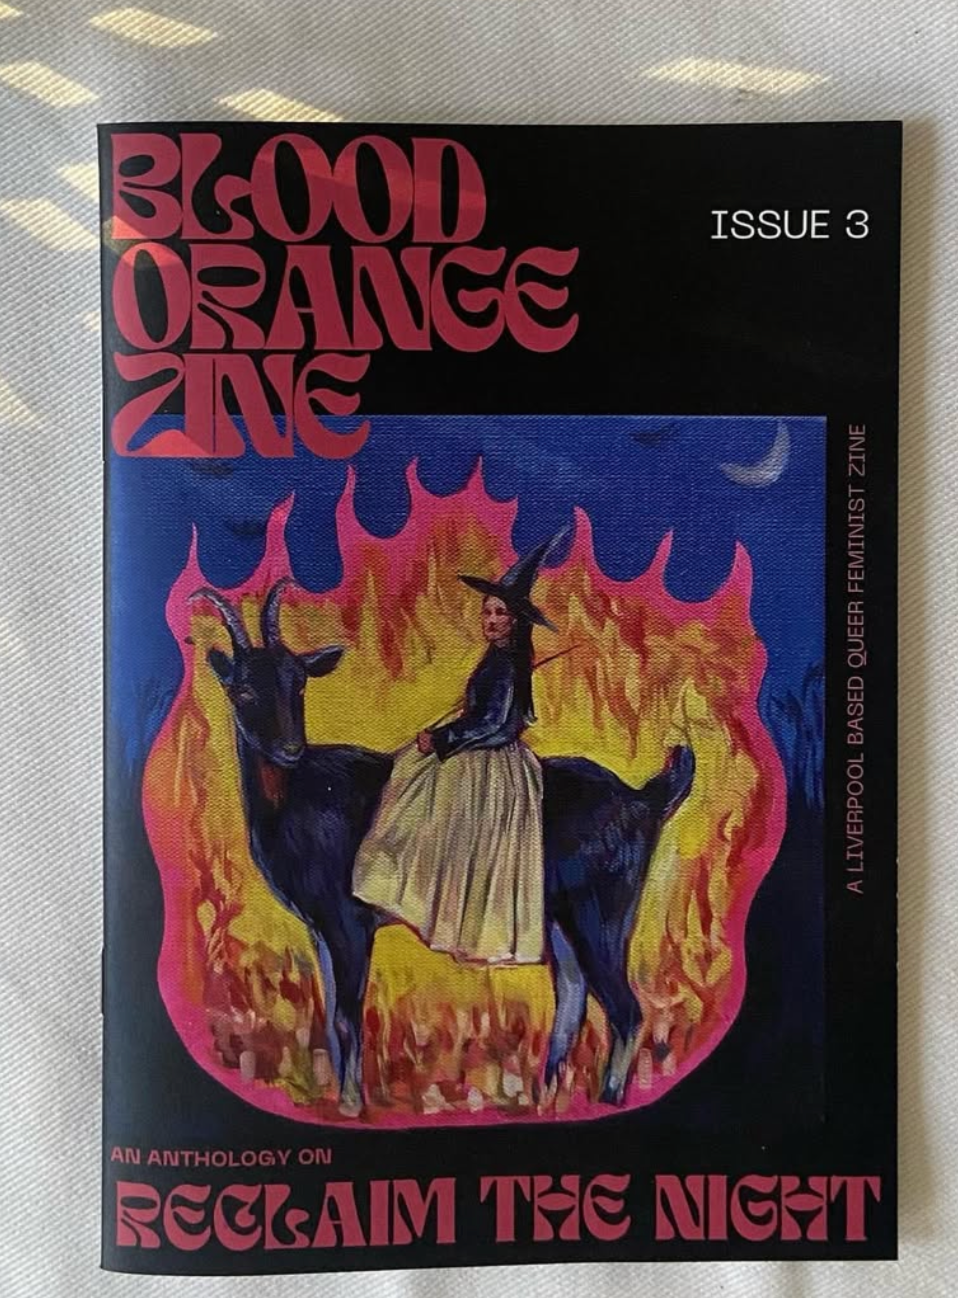 BLOOD
ORANGE
ZINE
ISSUE 3
A LIVERPOOL BASED QUEER FEMINIST ZINE
AN ANTHOLOGY ON
RECLAIM THE NIGHT